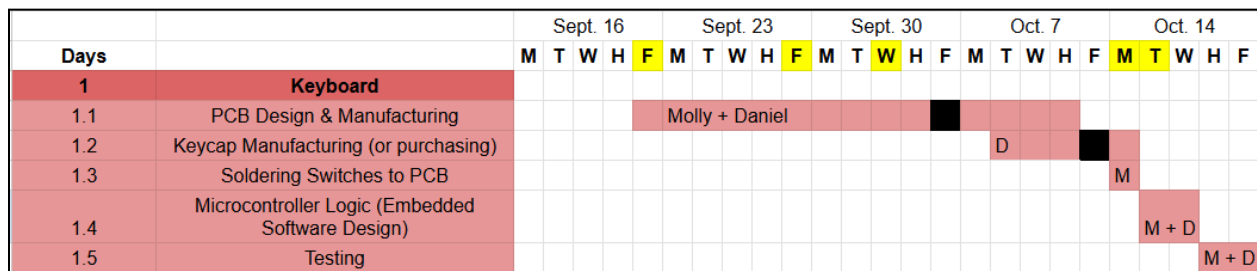 Sept. 16 Sept. 23 Sept. 30 Oct. 7 Oct. 14
Days M T W H F M T W H F M T W H F M T W H F M T W H F
1 Keyboard
1.1 PCB Design & Manufacturing Molly + Daniel
1.2 Keycap Manufacturing (or purchasing) D
1.3 Soldering Switches to PCB M
Microcontroller Logic (Embedded
1.4 Software Design) M + D
1.5 Testing M + D